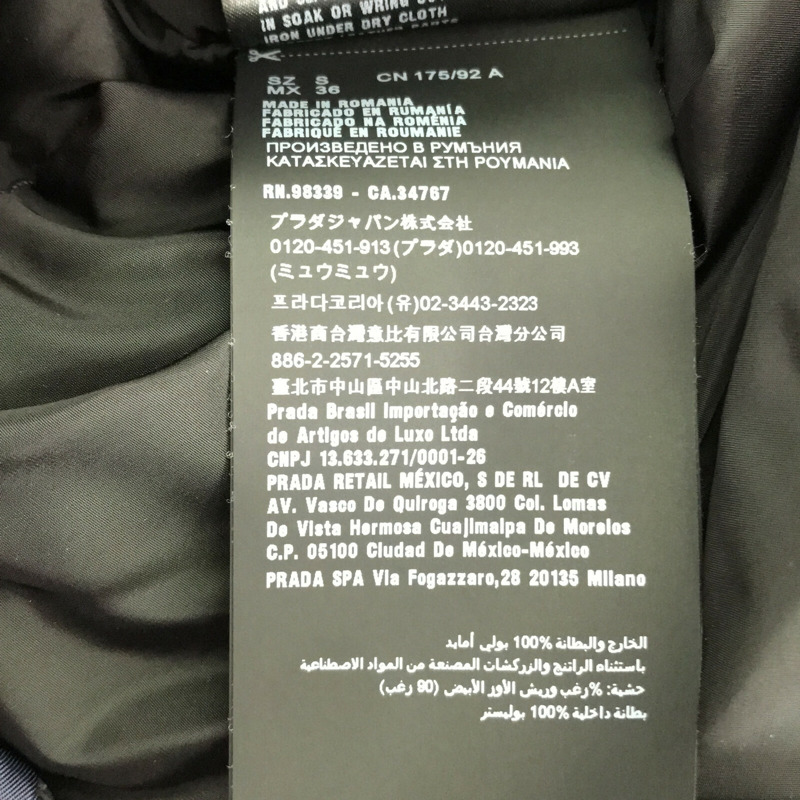 IN SOAK OR WRING
IRON UNDER DRY CLOTH
SZ S CN 175/92 A
MX 36
MADE IN ROMANIA
FABRICADO EN RUMANÍA
FABRICADO NA ROMÊNIA
FABRIQUÉ EN ROUMANIE
ПРОИЗВЕДЕНО В РУМЪНИЯ
ΚΑΤΑΣΚΕΥΑΖΕΤΑΙ ΣΤΗ ΡΟΥΜΑΝΙΑ
RN.98339 - CA.34767
プラダジャパン株式会社
0120-451-913(プラダ)0120-451-993
(ミュウミュウ)
프라다코리아(유)02-3443-2323
香港商台灣意比有限公司台灣分公司
886-2-2571-5255
臺北市中山區中山北路二段44號12樓A室
Prada Brasil Importação e Comércio
de Artigos de Luxo Ltda
CNPJ 13.633.271/0001-26
PRADA RETAIL MÉXICO, S DE RL DE CV
AV. Vasco De Quiroga 3800 Col. Lomas
De Vista Hermosa Cuajimalpa De Morelos
C.P. 05100 Ciudad De México-México
PRADA SPA Via Fogazzaro,28 20135 Milano
الخارج والبطانة 100% بولي أمايد
باستثناء الراتنج والزركشات المصنعة من المواد الاصطناعية
حشية: %رغب وريش الأور الأبيض (90 رغب)
بطانة داخلية 100% بوليستر